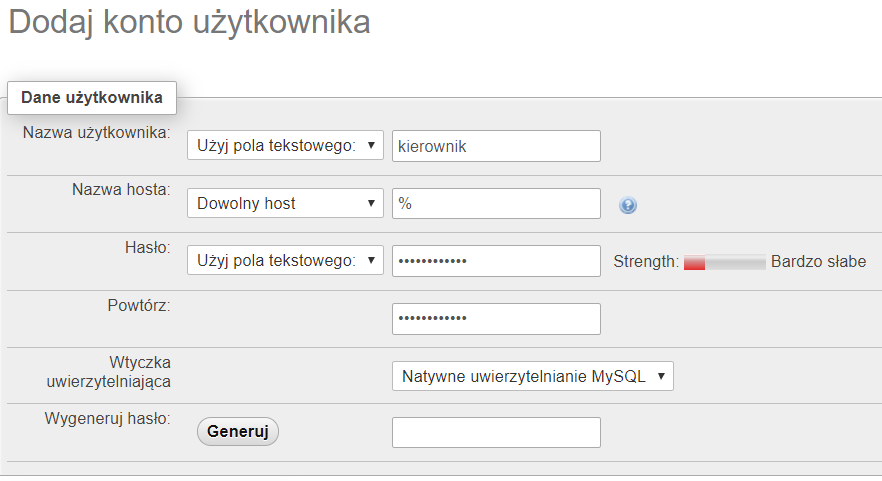 Dodaj konto użytkownika
Dane użytkownika
Nazwa użytkownika: Użyj pola tekstowego: kierownik
Nazwa hosta: Dowolny host %
Hasło: Użyj pola tekstowego: •••••••••••• Strength: Bardzo słabe
Powtórz: ••••••••••••
Wtyczka
uwierzytelniająca Natywne uwierzytelnianie MySQL
Wygeneruj hasło: Generuj